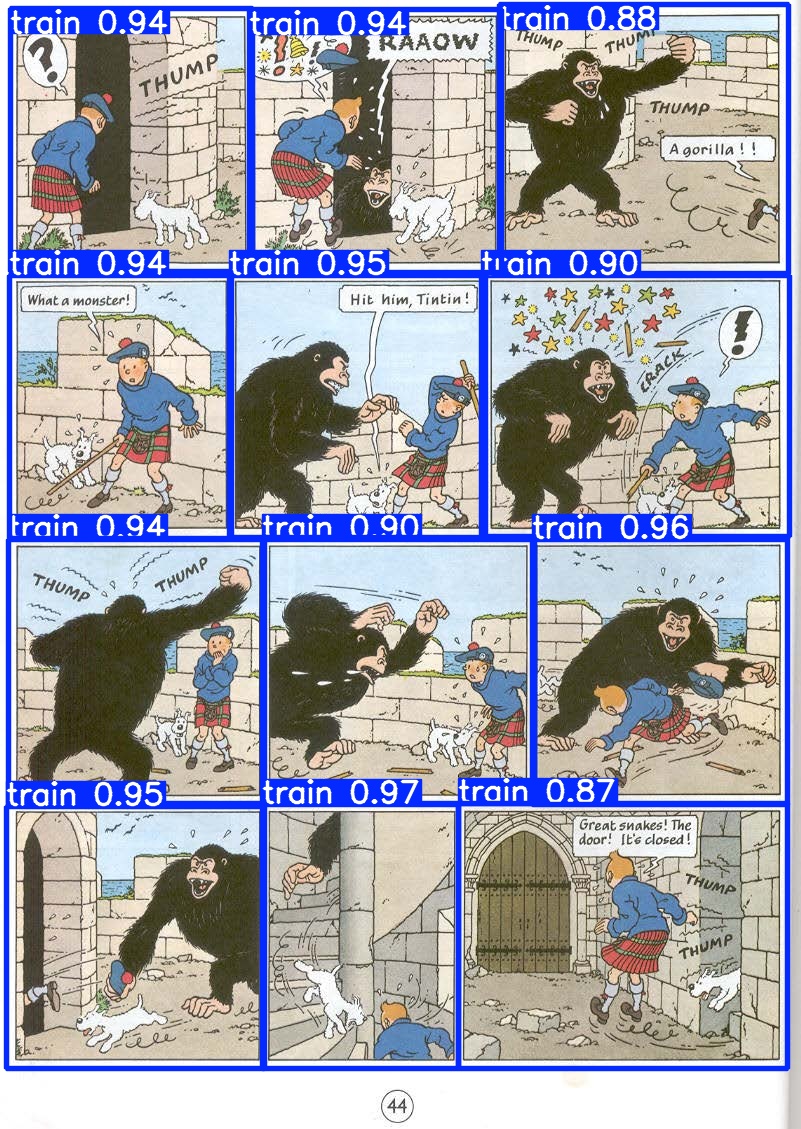 train 0.94
train 0.94
train 0.88
?
THUMP
!
RAAOW
THUMP
THUMP
THUMP
A gorilla!!
train 0.94
train 0.95
train 0.90
What a monster!
Hit him, Tintin!
CRACK
!
train 0.94
train 0.90
train 0.96
THUMP
THUMP
train 0.95
train 0.97
train 0.87
Great snakes! The
door! It's closed!
THUMP
THUMP
44